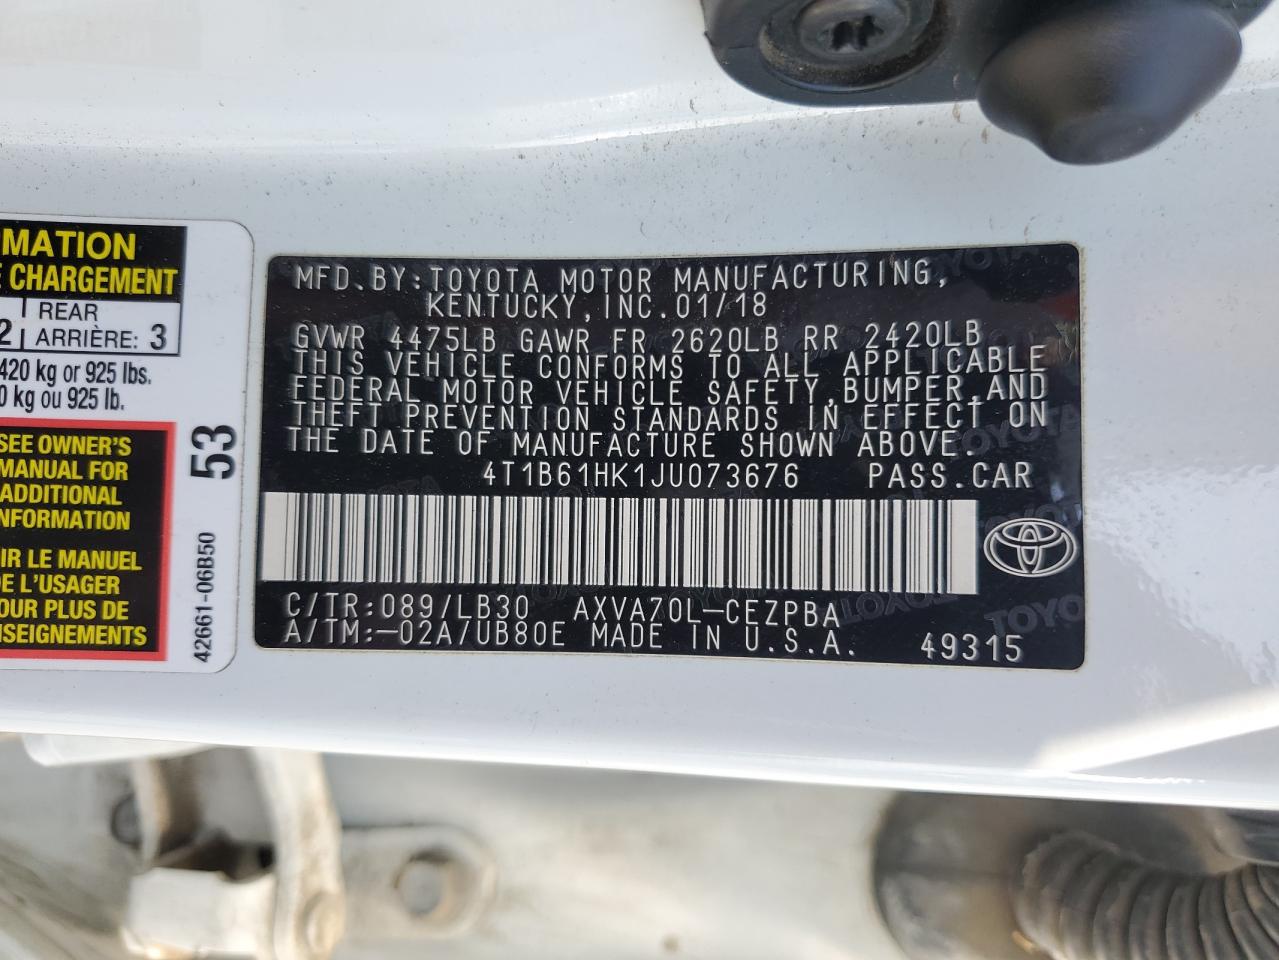 MATION
CHARGEMENT
REAR
ARRIÈRE: 3
420 kg or 925 lbs.
0 kg ou 925 lb.
SEE OWNER'S
MANUAL FOR
ADDITIONAL
NFORMATION
IR LE MANUEL
DE L'USAGER
OUR PLUS DE
NSEIGNEMENTS
53
42661-06B50
MFD.BY:TOYOTA MOTOR MANUFACTURING,
KENTUCKY,INC.01/18
GVWR 4475LB GAWR FR 2620LB RR 2420LB
THIS VEHICLE CONFORMS TO ALL APPLICABLE
FEDERAL MOTOR VEHICLE SAFETY,BUMPER,AND
THEFT PREVENTION STANDARDS IN EFFECT ON
THE DATE OF MANUFACTURE SHOWN ABOVE.
4T1B61HK1JU073676 PASS.CAR
C/TR:089/LB30 AXVA70L-CEZPBA
A/TM:-02A/UB80E MADE IN U.S.A. 49315